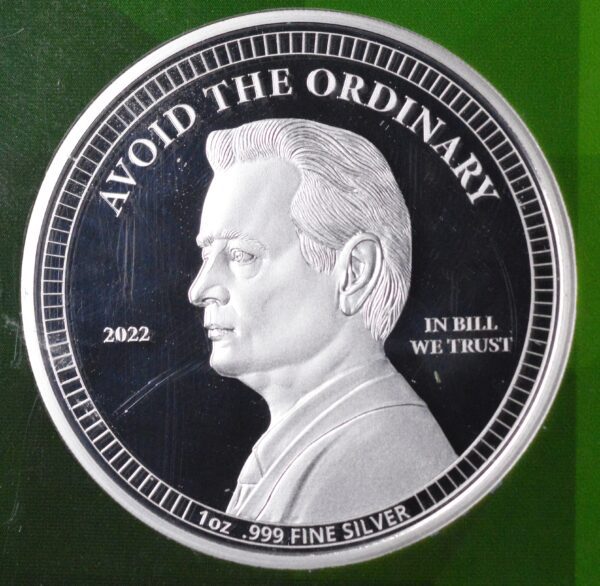 AVOID THE ORDINARY
2022
IN BILL
WE TRUST
1oz .999 FINE SILVER